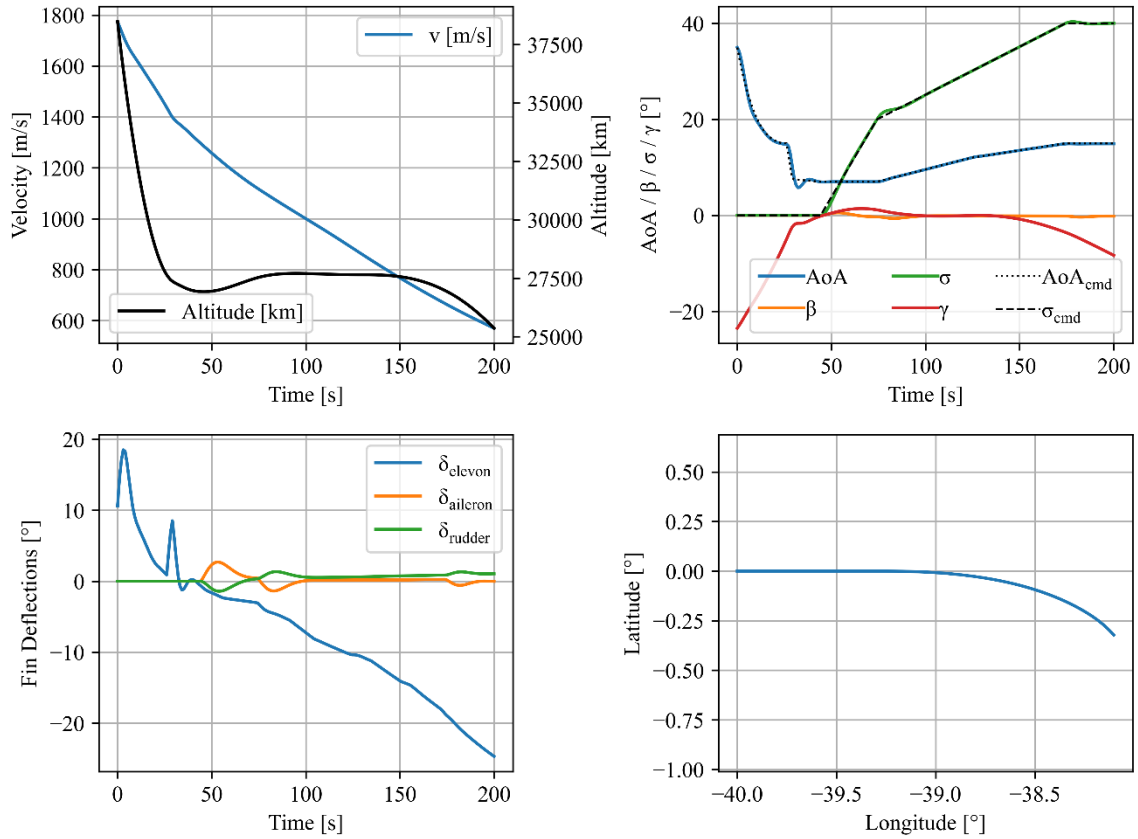 1800
1600
1400
1200
1000
800
600
Velocity [m/s]
v [m/s]
Altitude [km]
37500
35000
32500
30000
27500
25000
Altitude [km]
0 50 100 150 200
Time [s]
40
20
0
−20
AoA / β / σ / γ [°]
AoA σ AoA_cmd
β γ σ_cmd
0 50 100 150 200
Time [s]
20
10
0
−10
−20
Fin Deflections [°]
δ_elevon
δ_aileron
δ_rudder
0 50 100 150 200
Time [s]
0.50
0.25
0.00
−0.25
−0.50
−0.75
−1.00
Latitude [°]
−40.0 −39.5 −39.0 −38.5
Longitude [°]